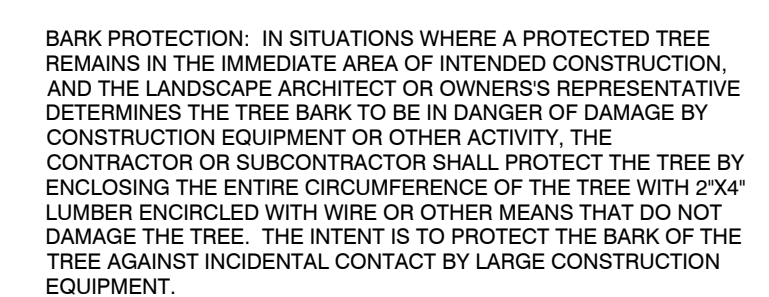 BARK PROTECTION:  IN SITUATIONS WHERE A PROTECTED TREE
REMAINS IN THE IMMEDIATE AREA OF INTENDED CONSTRUCTION,
AND THE LANDSCAPE ARCHITECT OR OWNERS'S REPRESENTATIVE
DETERMINES THE TREE BARK TO BE IN DANGER OF DAMAGE BY
CONSTRUCTION EQUIPMENT OR OTHER ACTIVITY, THE
CONTRACTOR OR SUBCONTRACTOR SHALL PROTECT THE TREE BY
ENCLOSING THE ENTIRE CIRCUMFERENCE OF THE TREE WITH 2"X4"
LUMBER ENCIRCLED WITH WIRE OR OTHER MEANS THAT DO NOT
DAMAGE THE TREE.  THE INTENT IS TO PROTECT THE BARK OF THE
TREE AGAINST INCIDENTAL CONTACT BY LARGE CONSTRUCTION
EQUIPMENT.